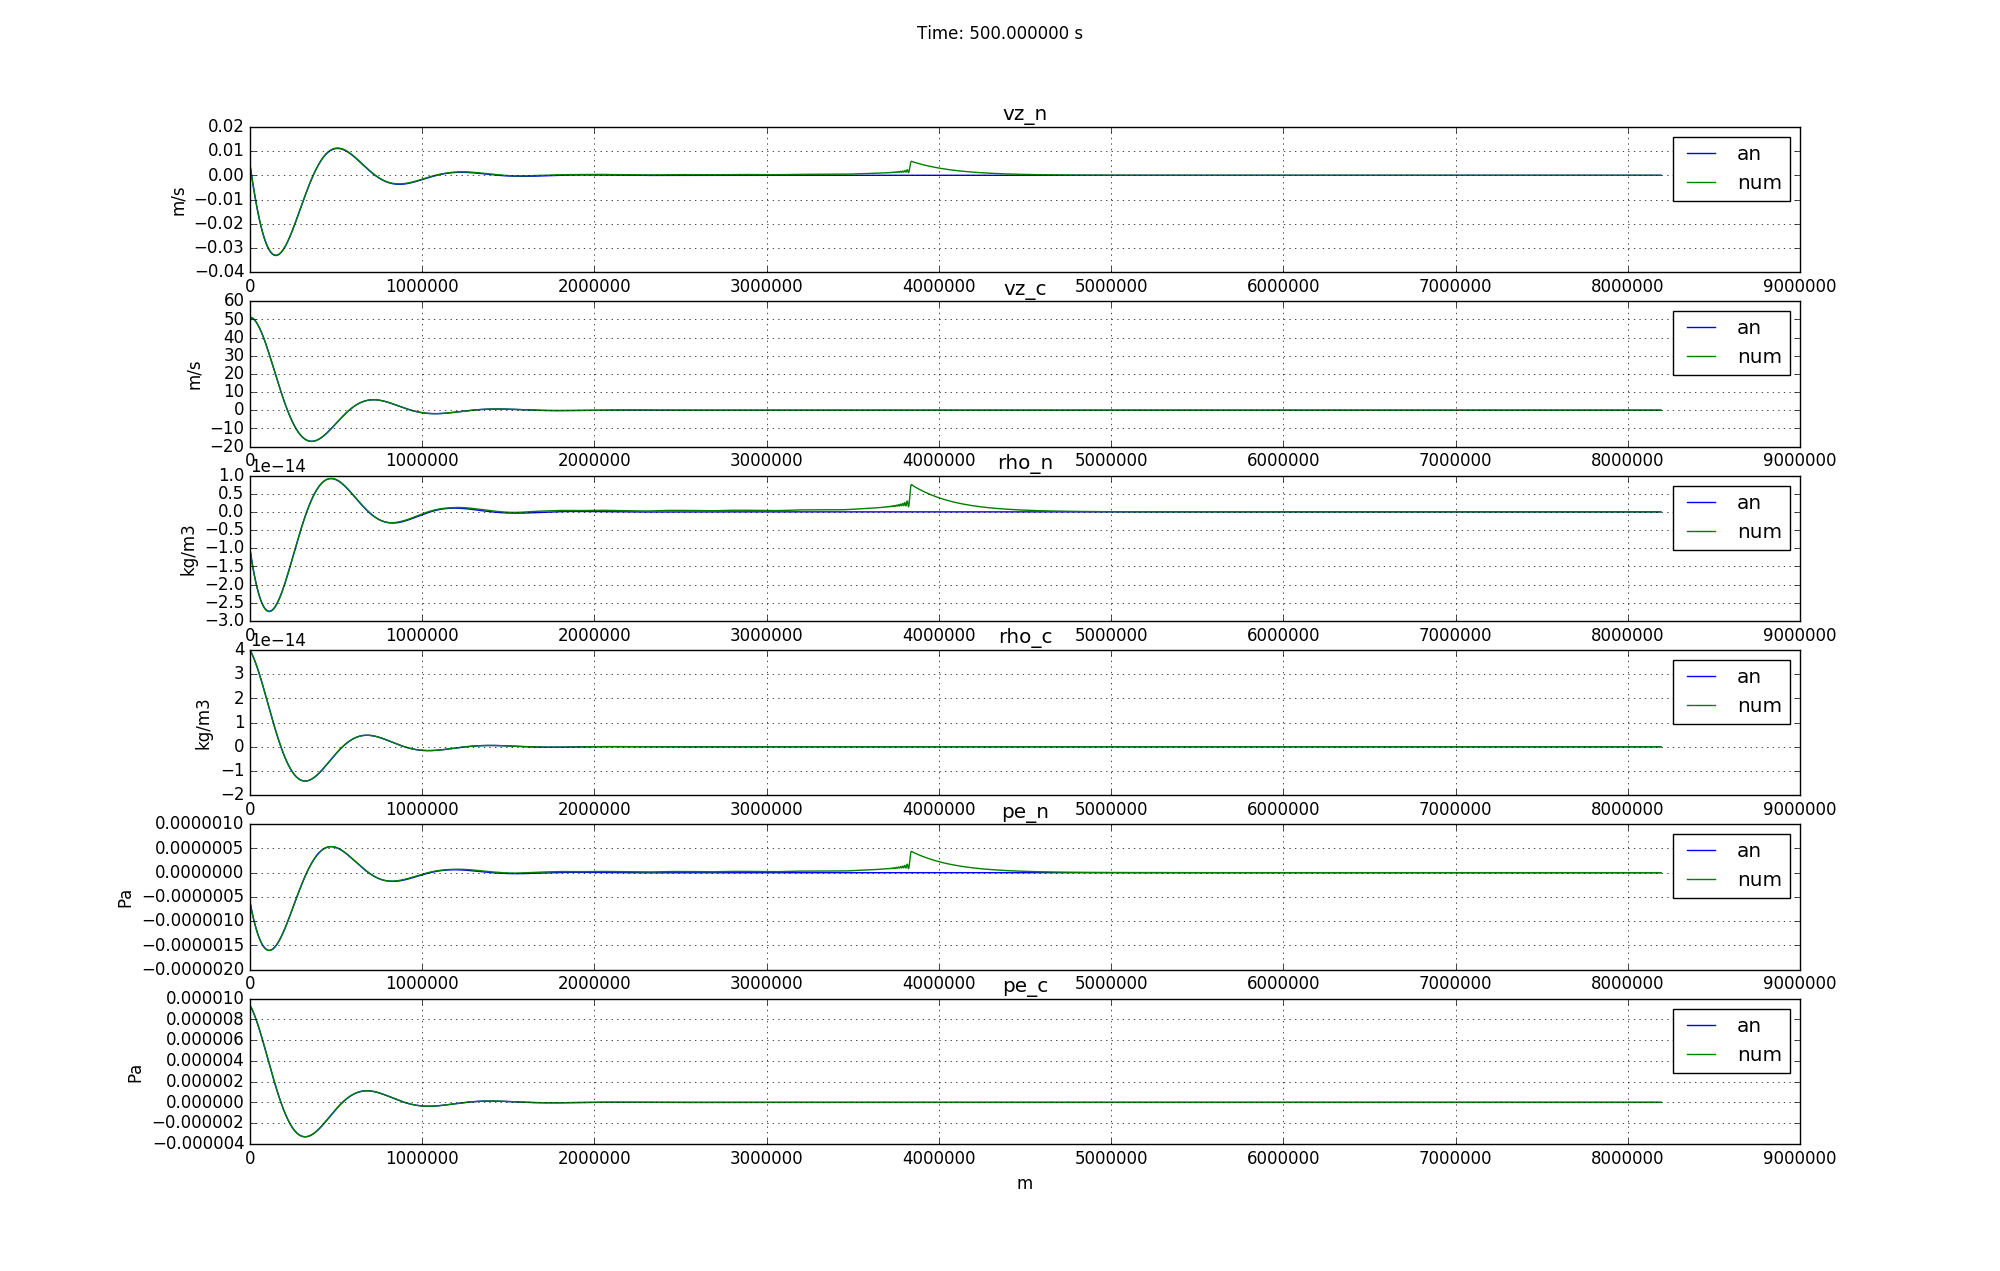 Time: 500.000000 s
vz_n
0.02
0.01
0.00
−0.01
−0.02
−0.03
−0.04
m/s
an
num
0 1000000 2000000 3000000 4000000 5000000 6000000 7000000 8000000 9000000
vz_c
60
50
40
30
20
10
0
−10
−20
m/s
an
num
0 1000000 2000000 3000000 4000000 5000000 6000000 7000000 8000000 9000000
1e−14
rho_n
1.0
0.5
0.0
−0.5
−1.0
−1.5
−2.0
−2.5
−3.0
kg/m3
an
num
0 1000000 2000000 3000000 4000000 5000000 6000000 7000000 8000000 9000000
1e−14
rho_c
4
3
2
1
0
−1
−2
kg/m3
an
num
0 1000000 2000000 3000000 4000000 5000000 6000000 7000000 8000000 9000000
pe_n
0.0000010
0.0000005
0.0000000
−0.0000005
−0.0000010
−0.0000015
−0.0000020
Pa
an
num
0 1000000 2000000 3000000 4000000 5000000 6000000 7000000 8000000 9000000
pe_c
0.000010
0.000008
0.000006
0.000004
0.000002
0.000000
−0.000002
−0.000004
Pa
an
num
0 1000000 2000000 3000000 4000000 5000000 6000000 7000000 8000000 9000000
m